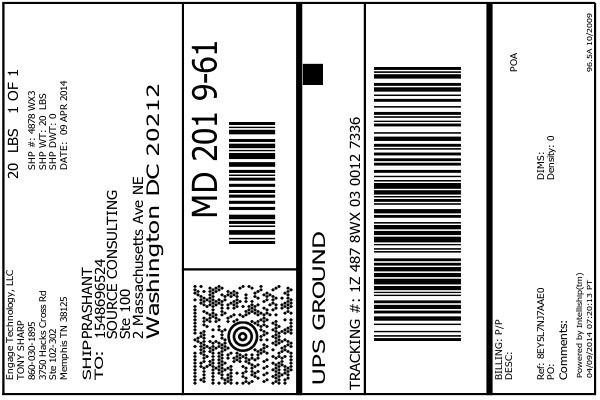 Engage Technology, LLC
TONY SHARP
860-030-1895
3750 Hacks Cross Rd
Ste 102-302
Memphis TN 38125
20 LBS 1 OF 1
SHP #: 4878 WX3
SHP WT: 20 LBS
SHP DWT: 0
DATE: 09 APR 2014
SHIP PRASHANT
TO: 1548696524
SOURCE CONSULTING
Ste 100
2 Massachusetts Ave NE
Washington DC 20212
MD 201 9-61
UPS GROUND
TRACKING #: 1Z 487 8WX 03 0012 7336
BILLING: P/P
DESC:
POA
Ref: 8EY5L7NJ7AAE0
PO:
DIMS:
Density: 0
Comments:
Powered by Intelliship(tm)
04/09/2014 07:20:13 PT
96.5A 10/2009